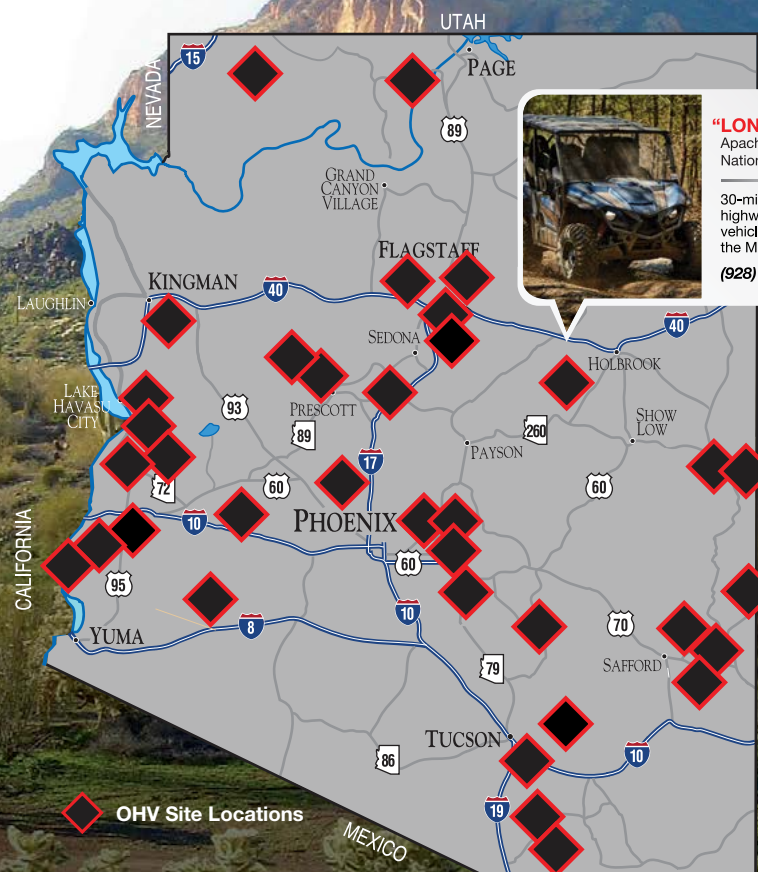 UTAH
15
NEVADA
PAGE
89
"LON
Apach
Nation
30-mi
highw
vehicl
the M
(928)
GRAND
CANYON
VILLAGE
FLAGSTAFF
KINGMAN
40
LAUGHLIN
40
SEDONA
HOLBROOK
LAKE
HAVASU
CITY
93
PRESCOTT
89
260
SHOW
LOW
PAYSON
17
72
60
60
CALIFORNIA
10
PHOENIX
60
95
10
8
70
YUMA
79
SAFFORD
TUCSON
86
10
19
OHV Site Locations
MEXICO